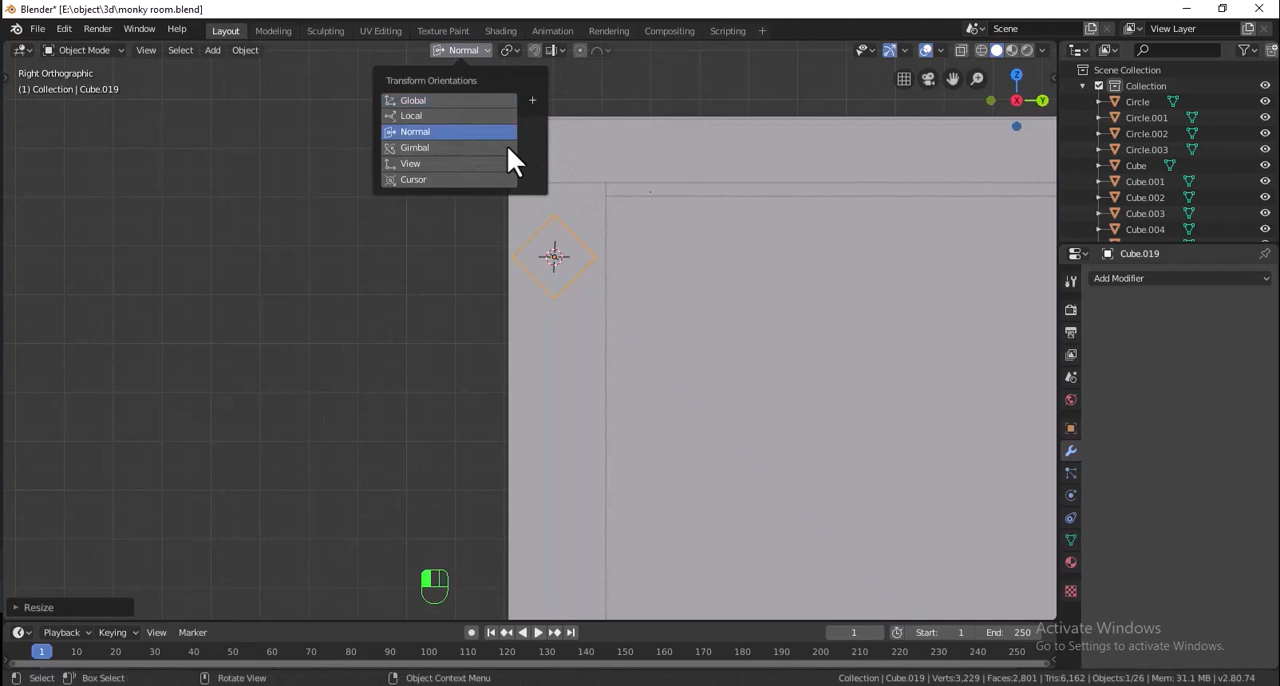 Blender* [E:\object\3d\monky room.blend]
File Edit Render Window Help Layout Modeling Sculpting UV Editing Texture Paint Shading Animation Rendering Compositing Scripting + Scene View Layer
Object Mode View Select Add Object Normal
Right Orthographic
(1) Collection | Cube.019
Transform Orientations
Global
Local
Normal
Gimbal
View
Cursor
Z
X
Y
Scene Collection
Collection
Circle
Circle.001
Circle.002
Circle.003
Cube
Cube.001
Cube.002
Cube.003
Cube.004
Cube.019
Add Modifier
Resize
Playback Keying View Marker 1 Start: 1 End: 250
1 10 20 30 40 50 60 70 80 90 100 110 120 130 140 150 160 170 180 190 200 210 220 230 240 250
Activate Windows
Go to Settings to activate Windows.
Select Box Select Rotate View Object Context Menu Collection | Cube.019 | Verts:3,229 | Faces:2,801 | Tris:6,162 | Objects:1/26 | Mem: 31.1 MB | v2.80.74